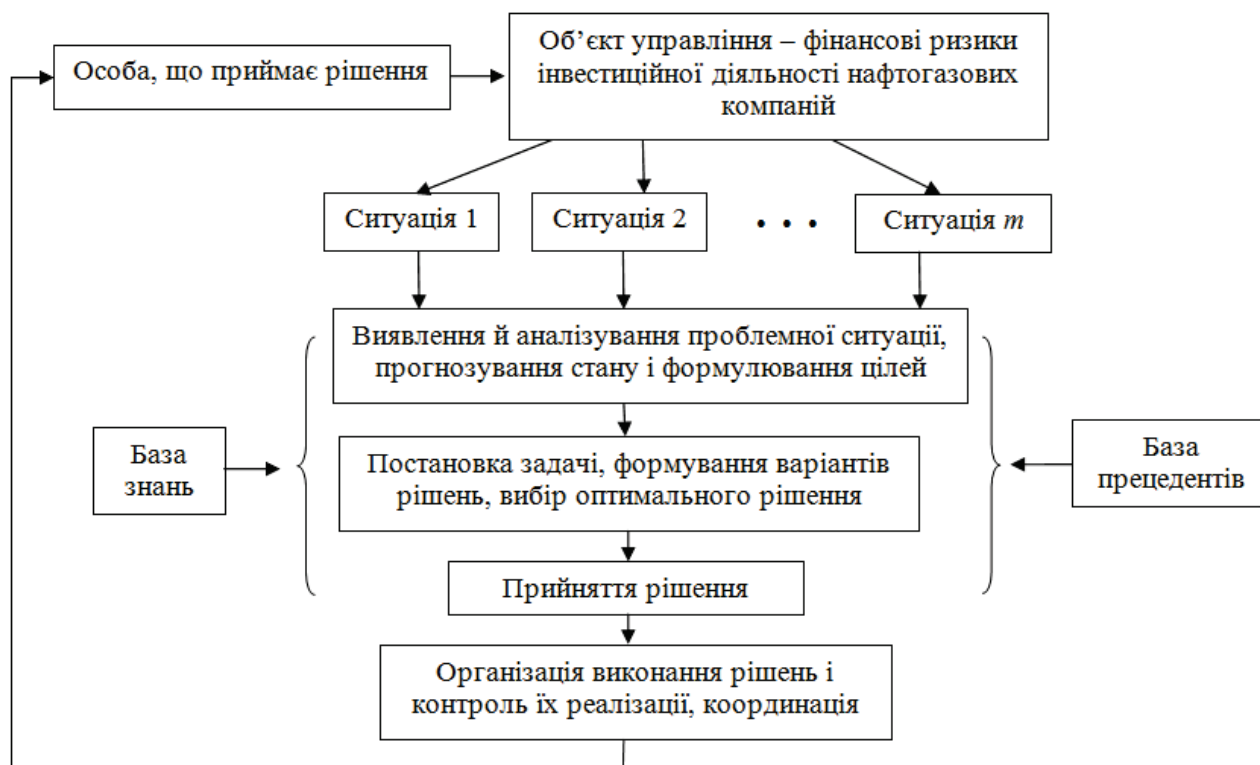 Особа, що приймає рішення
Об’єкт управління – фінансові ризики
інвестиційної діяльності нафтогазових
компаній
Ситуація 1
Ситуація 2
• • •
Ситуація m
Виявлення й аналізування проблемної ситуації,
прогнозування стану і формулювання цілей
База
знань
Постановка задачі, формування варіантів
рішень, вибір оптимального рішення
База
прецедентів
Прийняття рішення
Організація виконання рішень і
контроль їх реалізації, координація